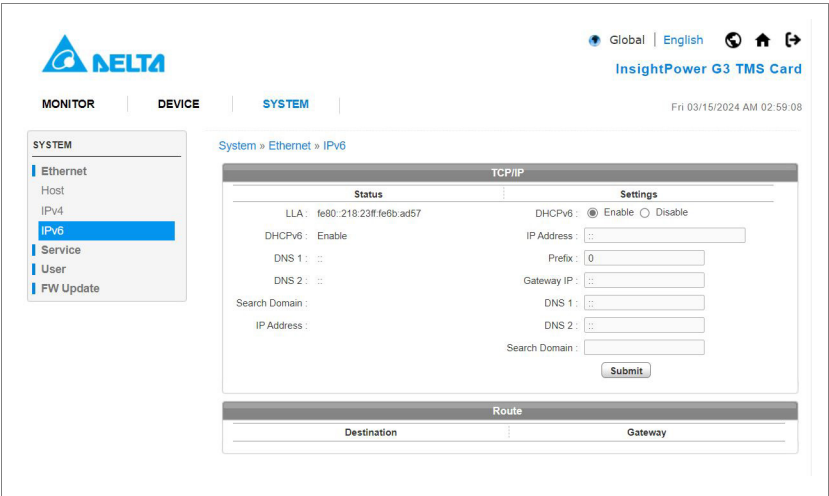 Global | English
DELTA
InsightPower G3 TMS Card
MONITOR DEVICE SYSTEM
Fri 03/15/2024 AM 02:59:08
SYSTEM
Ethernet
Host
IPv4
IPv6
Service
User
FW Update
System » Ethernet » IPv6
TCP/IP
Status Settings
LLA : fe80::218:23ff:fe6b:ad57 DHCPv6 : Enable Disable
DHCPv6 : Enable IP Address : ::
DNS 1 : :: Prefix : 0
DNS 2 : :: Gateway IP : ::
Search Domain : DNS 1 : ::
IP Address : DNS 2 : ::
Search Domain :
Submit
Route
Destination Gateway